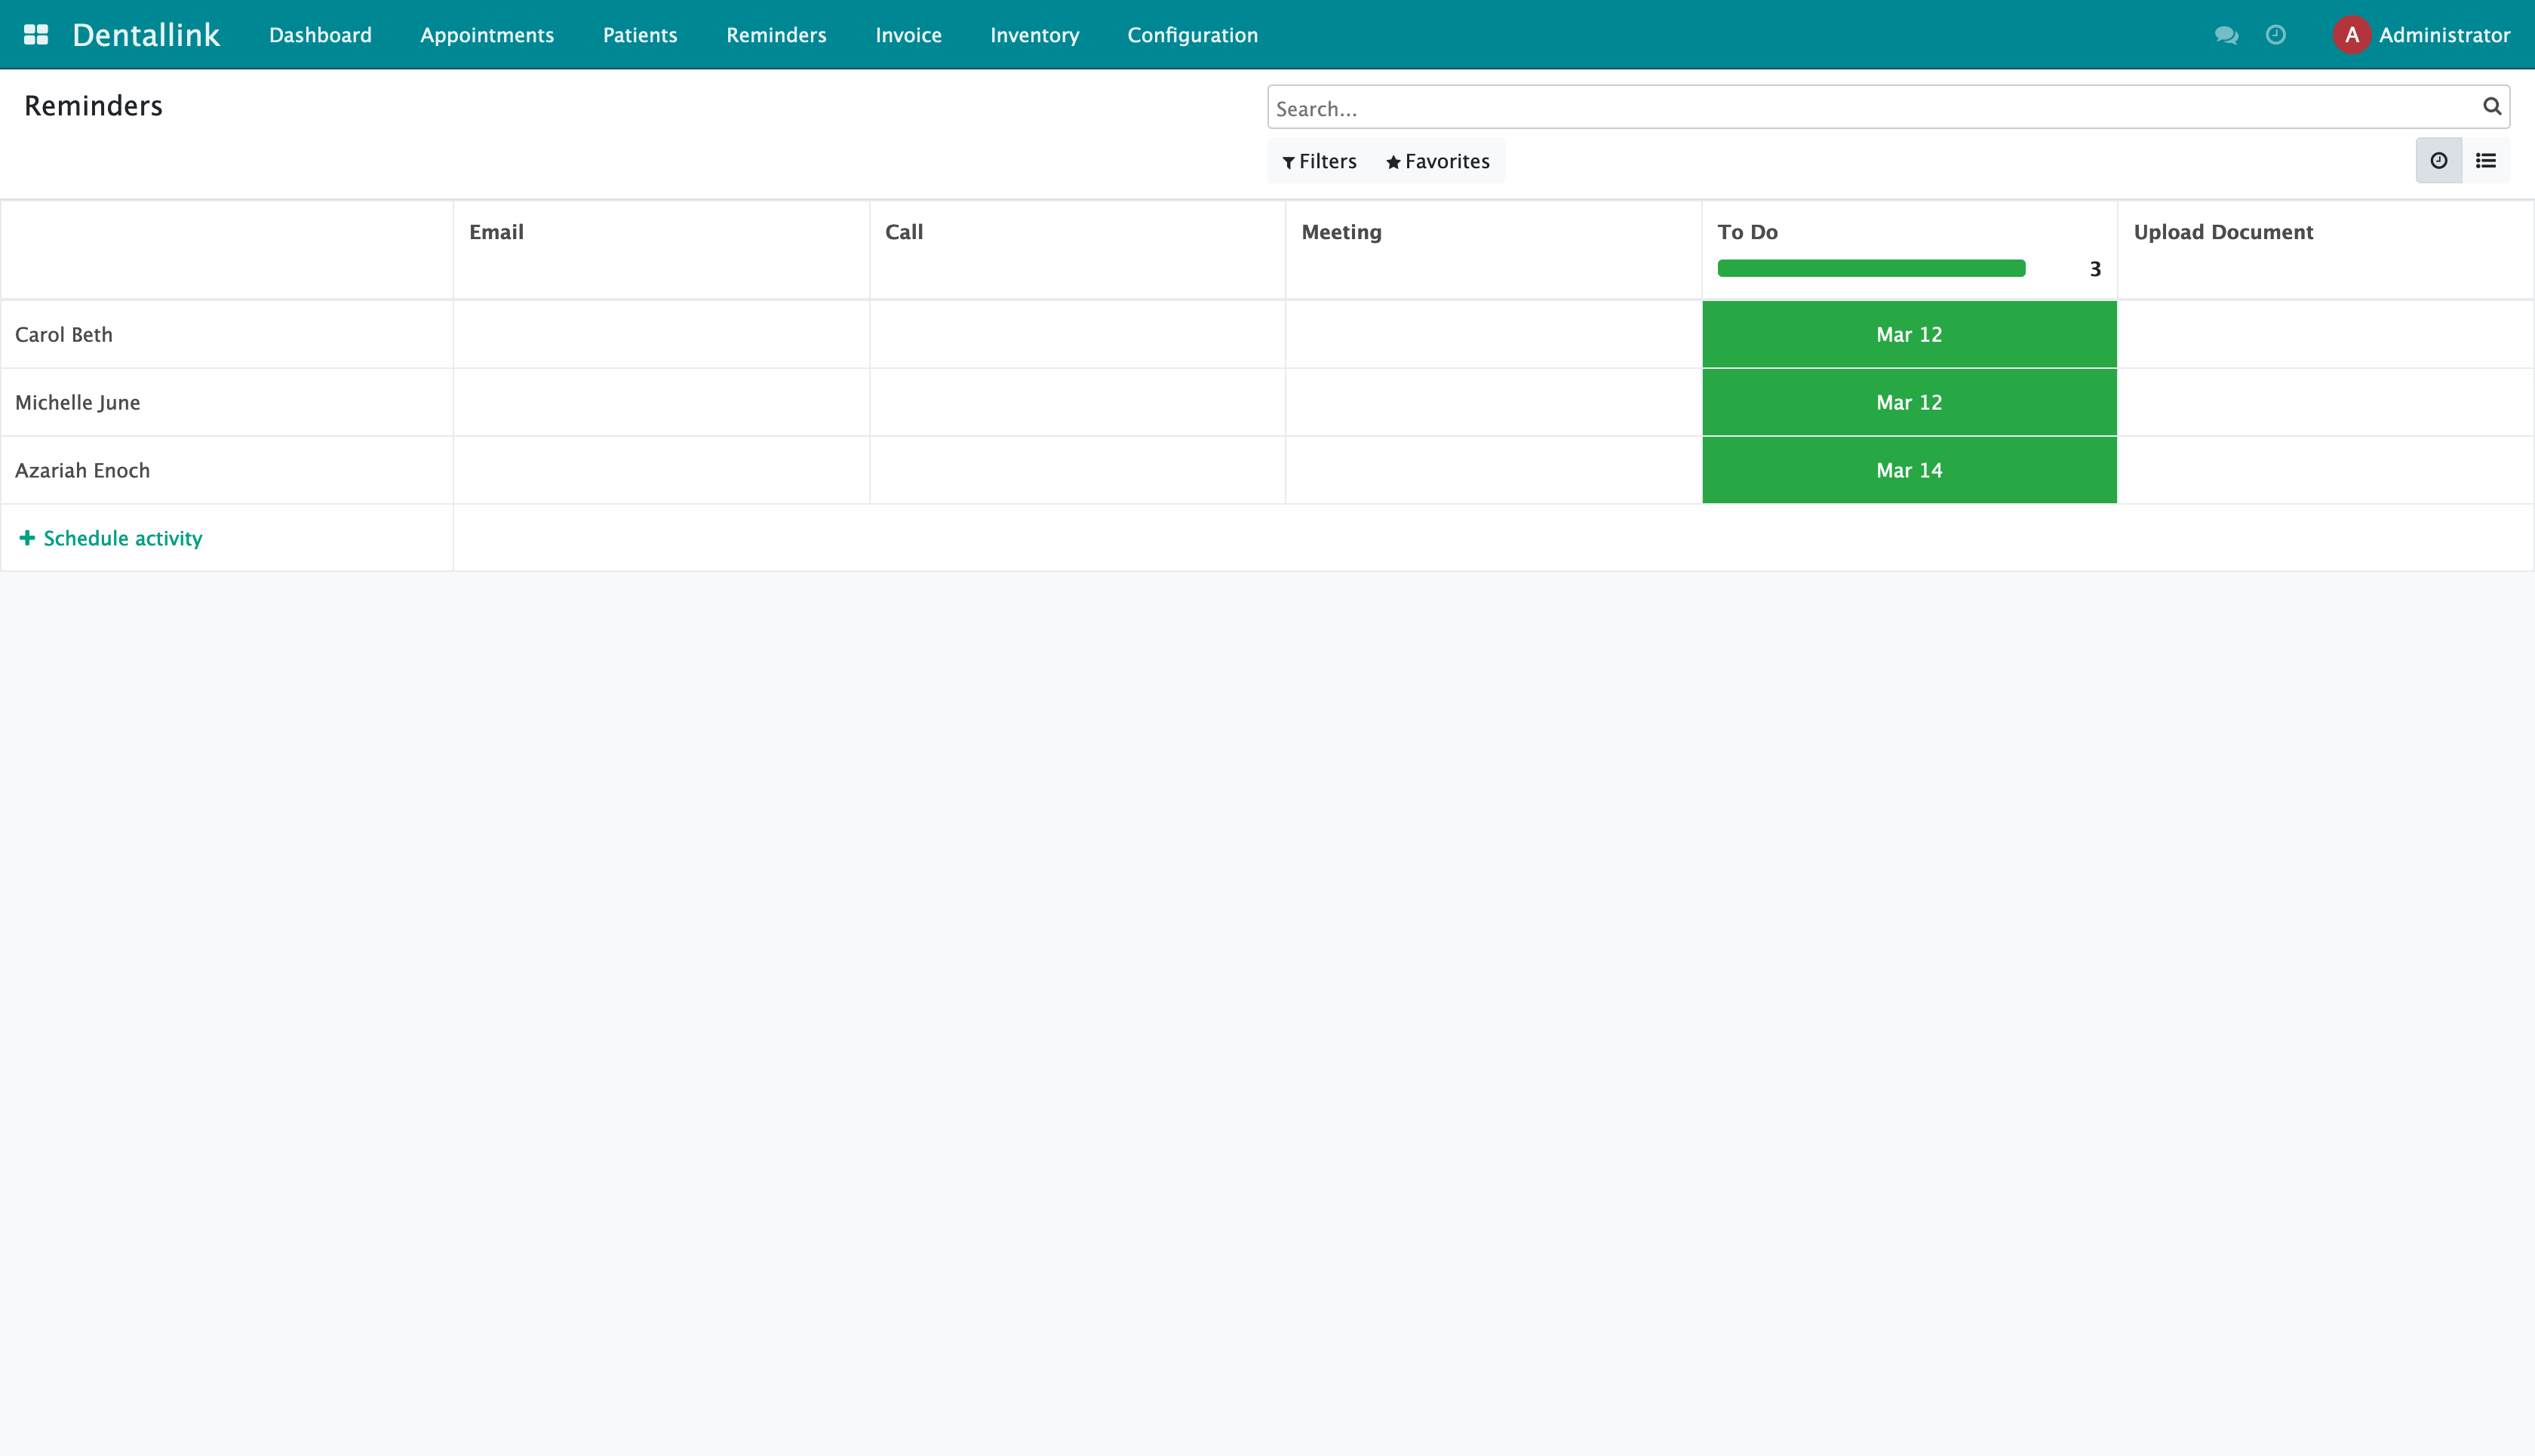 Dentallink Dashboard Appointments Patients Reminders Invoice Inventory Configuration A Administrator
Reminders
Search...
Filters Favorites
Email Call Meeting To Do Upload Document
3
Carol Beth Mar 12
Michelle June Mar 12
Azariah Enoch Mar 14
+ Schedule activity